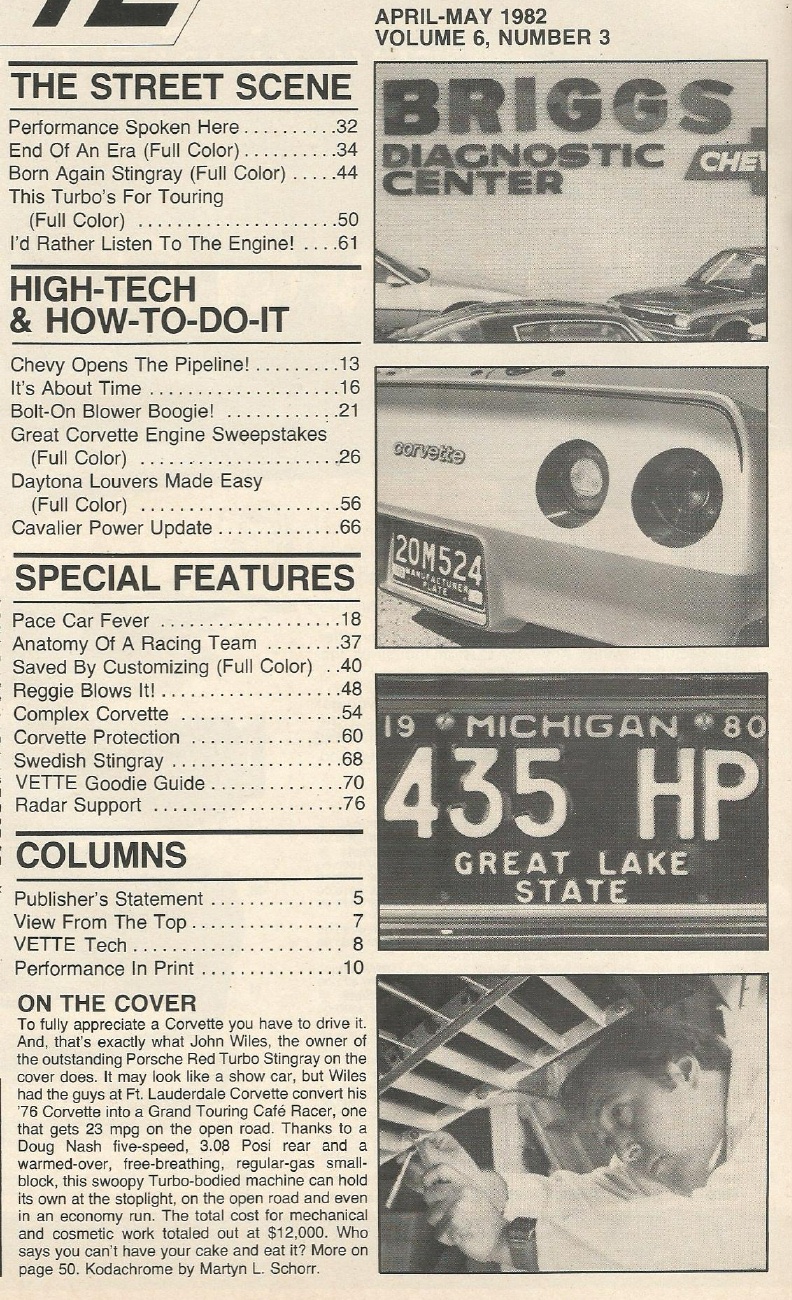 APRIL-MAY 1982
VOLUME 6, NUMBER 3
THE STREET SCENE
Performance Spoken Here..........32
End Of An Era (Full Color)..........34
Born Again Stingray (Full Color) .....44
This Turbo's For Touring
(Full Color) .....................50
I'd Rather Listen To The Engine! ....61
HIGH-TECH
& HOW-TO-DO-IT
Chevy Opens The Pipeline!.........13
It's About Time ....................16
Bolt-On Blower Boogie! ............21
Great Corvette Engine Sweepstakes
(Full Color) .....................26
Daytona Louvers Made Easy
(Full Color) .....................56
Cavalier Power Update.............66
SPECIAL FEATURES
Pace Car Fever ...................18
Anatomy Of A Racing Team ........37
Saved By Customizing (Full Color) ..40
Reggie Blows It!...................48
Complex Corvette .................54
Corvette Protection ................60
Swedish Stingray ..................68
VETTE Goodie Guide..............70
Radar Support ....................76
COLUMNS
Publisher's Statement .............. 5
View From The Top................. 7
VETTE Tech....................... 8
Performance In Print ...............10
ON THE COVER
To fully appreciate a Corvette you have to drive it.
And, that's exactly what John Wiles, the owner of
the outstanding Porsche Red Turbo Stingray on the
cover does. It may look like a show car, but Wiles
had the guys at Ft. Lauderdale Corvette convert his
'76 Corvette into a Grand Touring Café Racer, one
that gets 23 mpg on the open road. Thanks to a
Doug Nash five-speed, 3.08 Posi rear and a
warmed-over, free-breathing, regular-gas small-
block, this swoopy Turbo-bodied machine can hold
its own at the stoplight, on the open road and even
in an economy run. The total cost for mechanical
and cosmetic work totaled out at $12,000. Who
says you can't have your cake and eat it? More on
page 50. Kodachrome by Martyn L. Schorr.
BRIGGS
DIAGNOSTIC
CENTER
CHEV
corvette
20M524
MANUFACTURER
PLATE
19 MICHIGAN 80
435 HP
GREAT LAKE
STATE